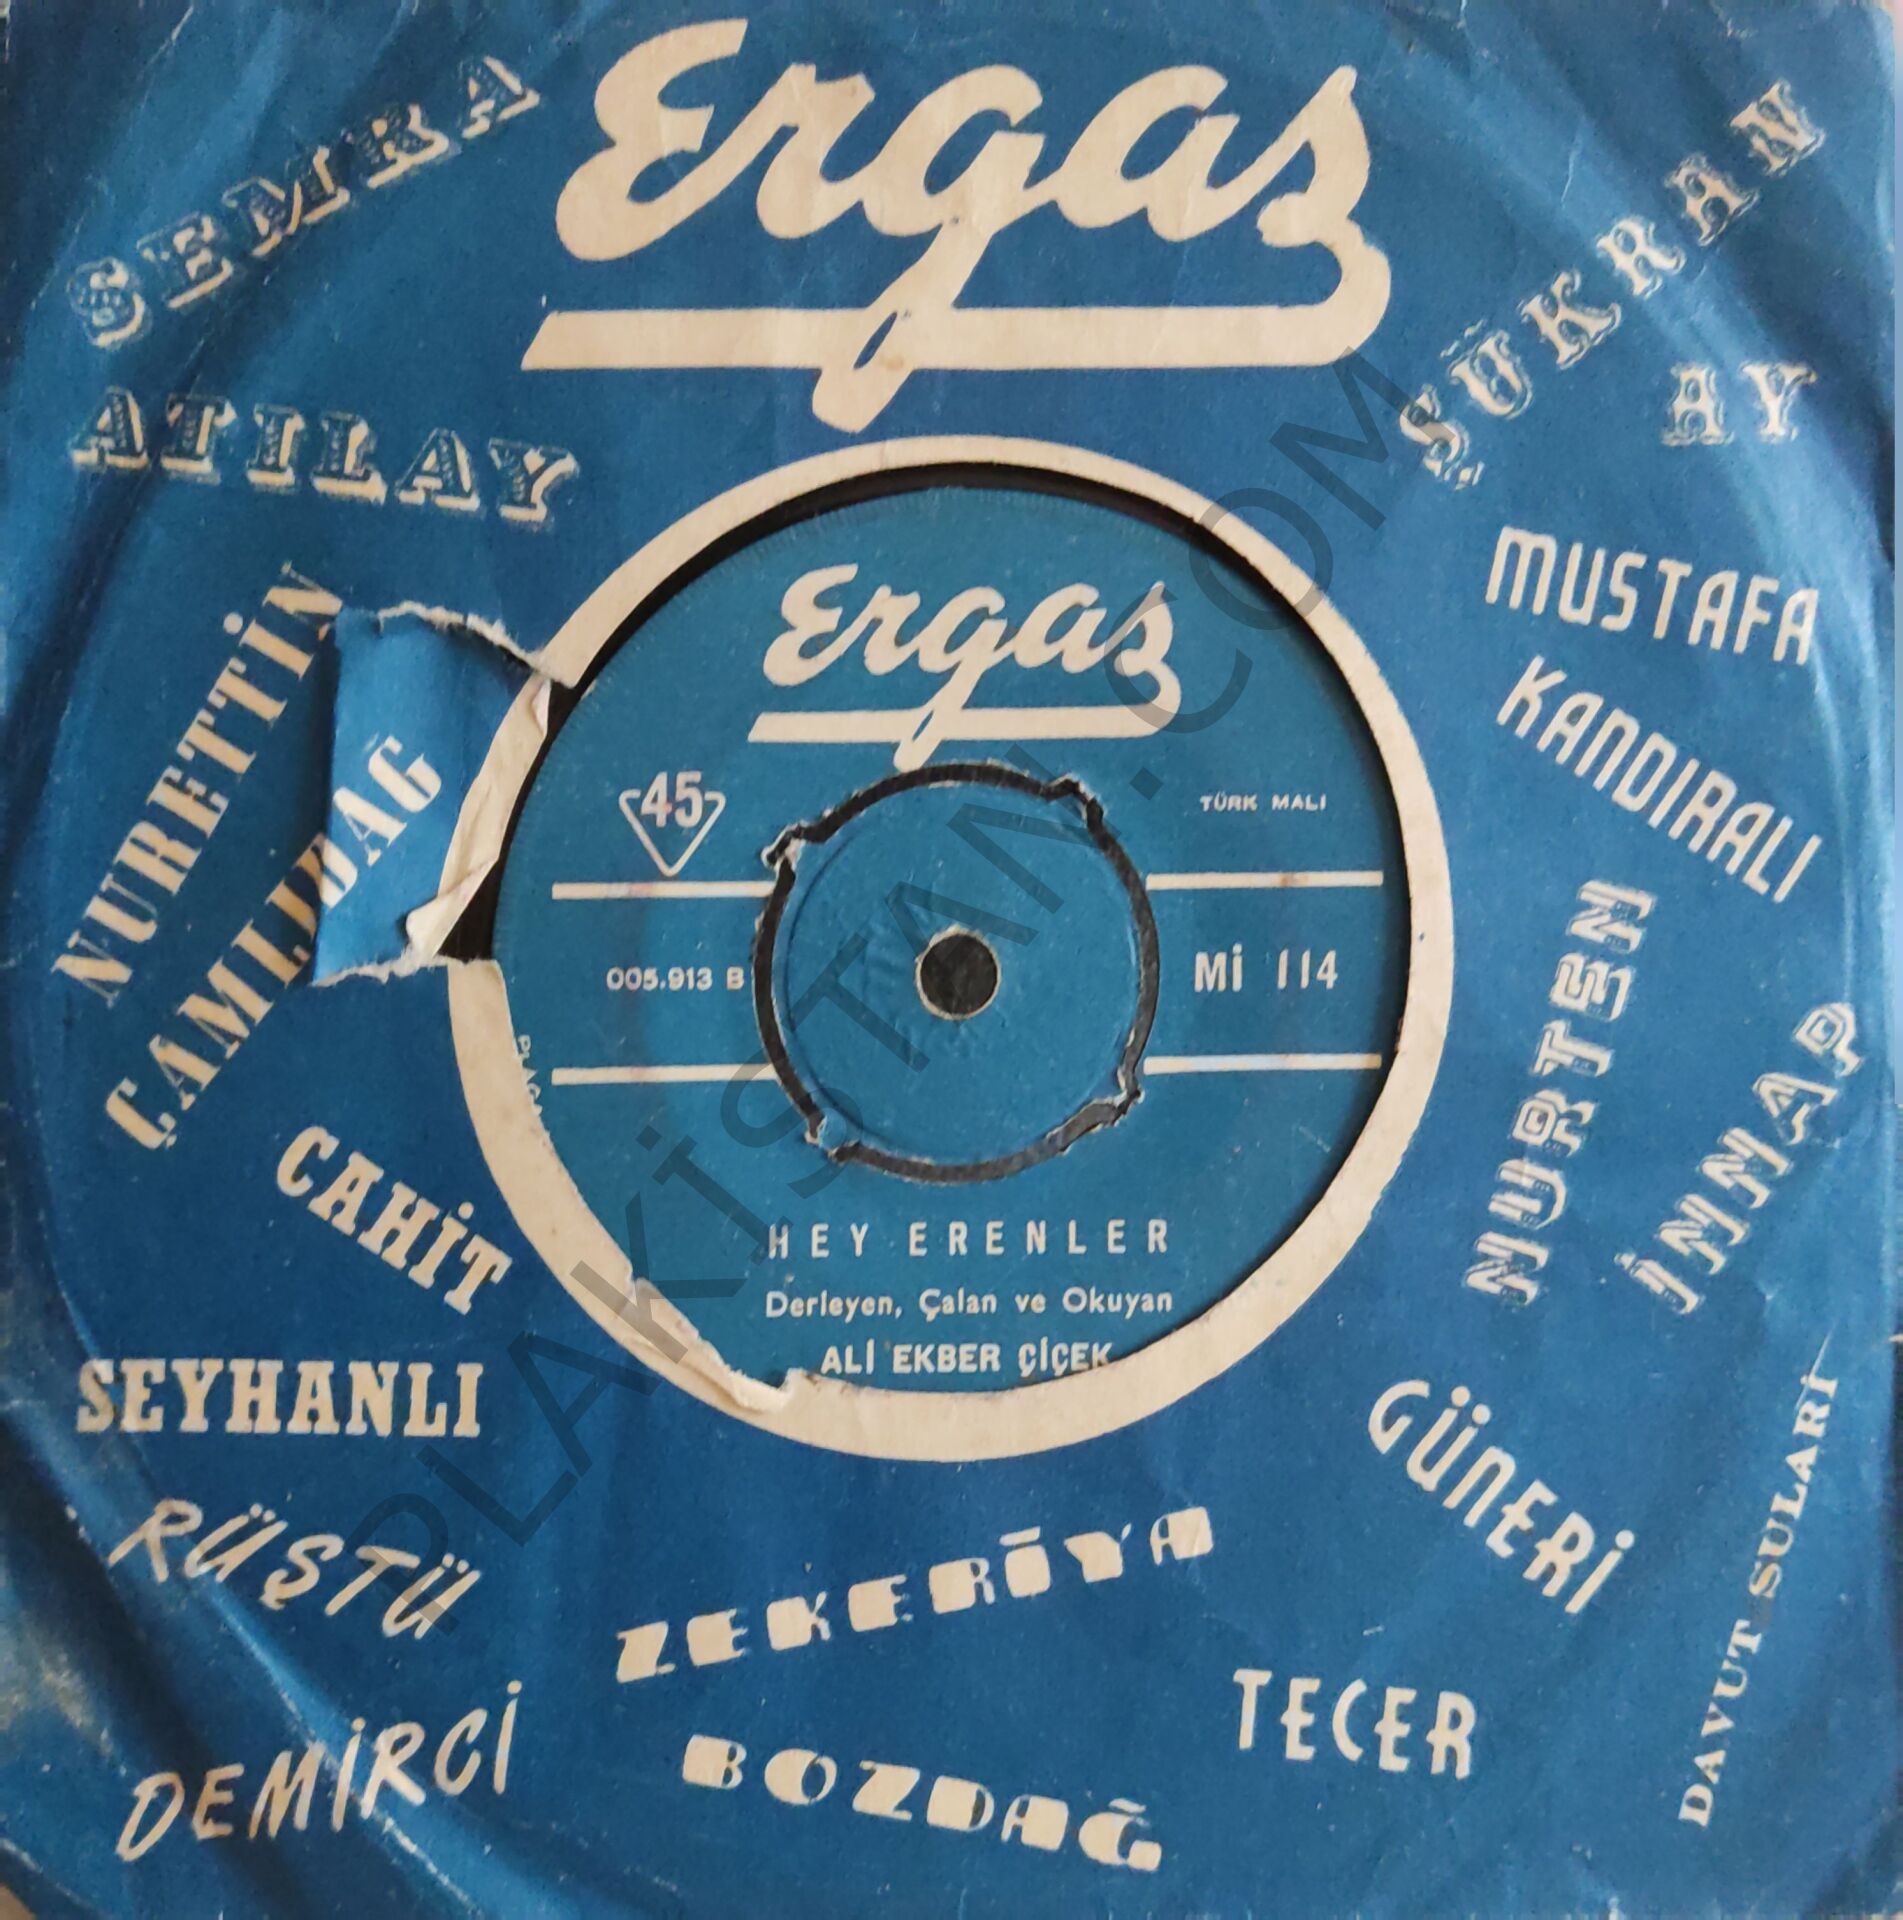 Ergas
SEMRA
ATILAY
ŞÜKRAN
AY
MUSTAFA
KANDIRALI
NURETTİN
ÇAMLIDAĞ
Ergas
45
TÜRK MALI
005.913 B
Mİ 114
HEY ERENLER
Derleyen, Çalan ve Okuyan
ALİ EKBER ÇİÇEK
NURTEN
İNNAP
CAHİT
SEYHANLI
GÜNERİ
TECER
DAVUT SULARİ
RÜŞTÜ
DEMİRCİ
ZEKERİYA
BOZDAĞ
PLAKİSTAN.COM